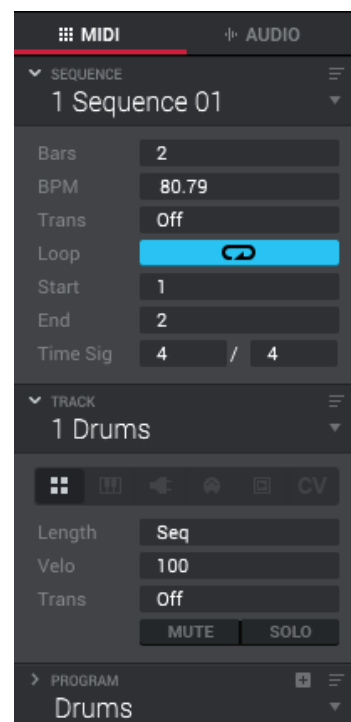 MIDI AUDIO
SEQUENCE
1 Sequence 01
Bars 2
BPM 80.79
Trans Off
Loop
Start 1
End 2
Time Sig 4 / 4
TRACK
1 Drums
CV
Length Seq
Velo 100
Trans Off
MUTE SOLO
PROGRAM
Drums